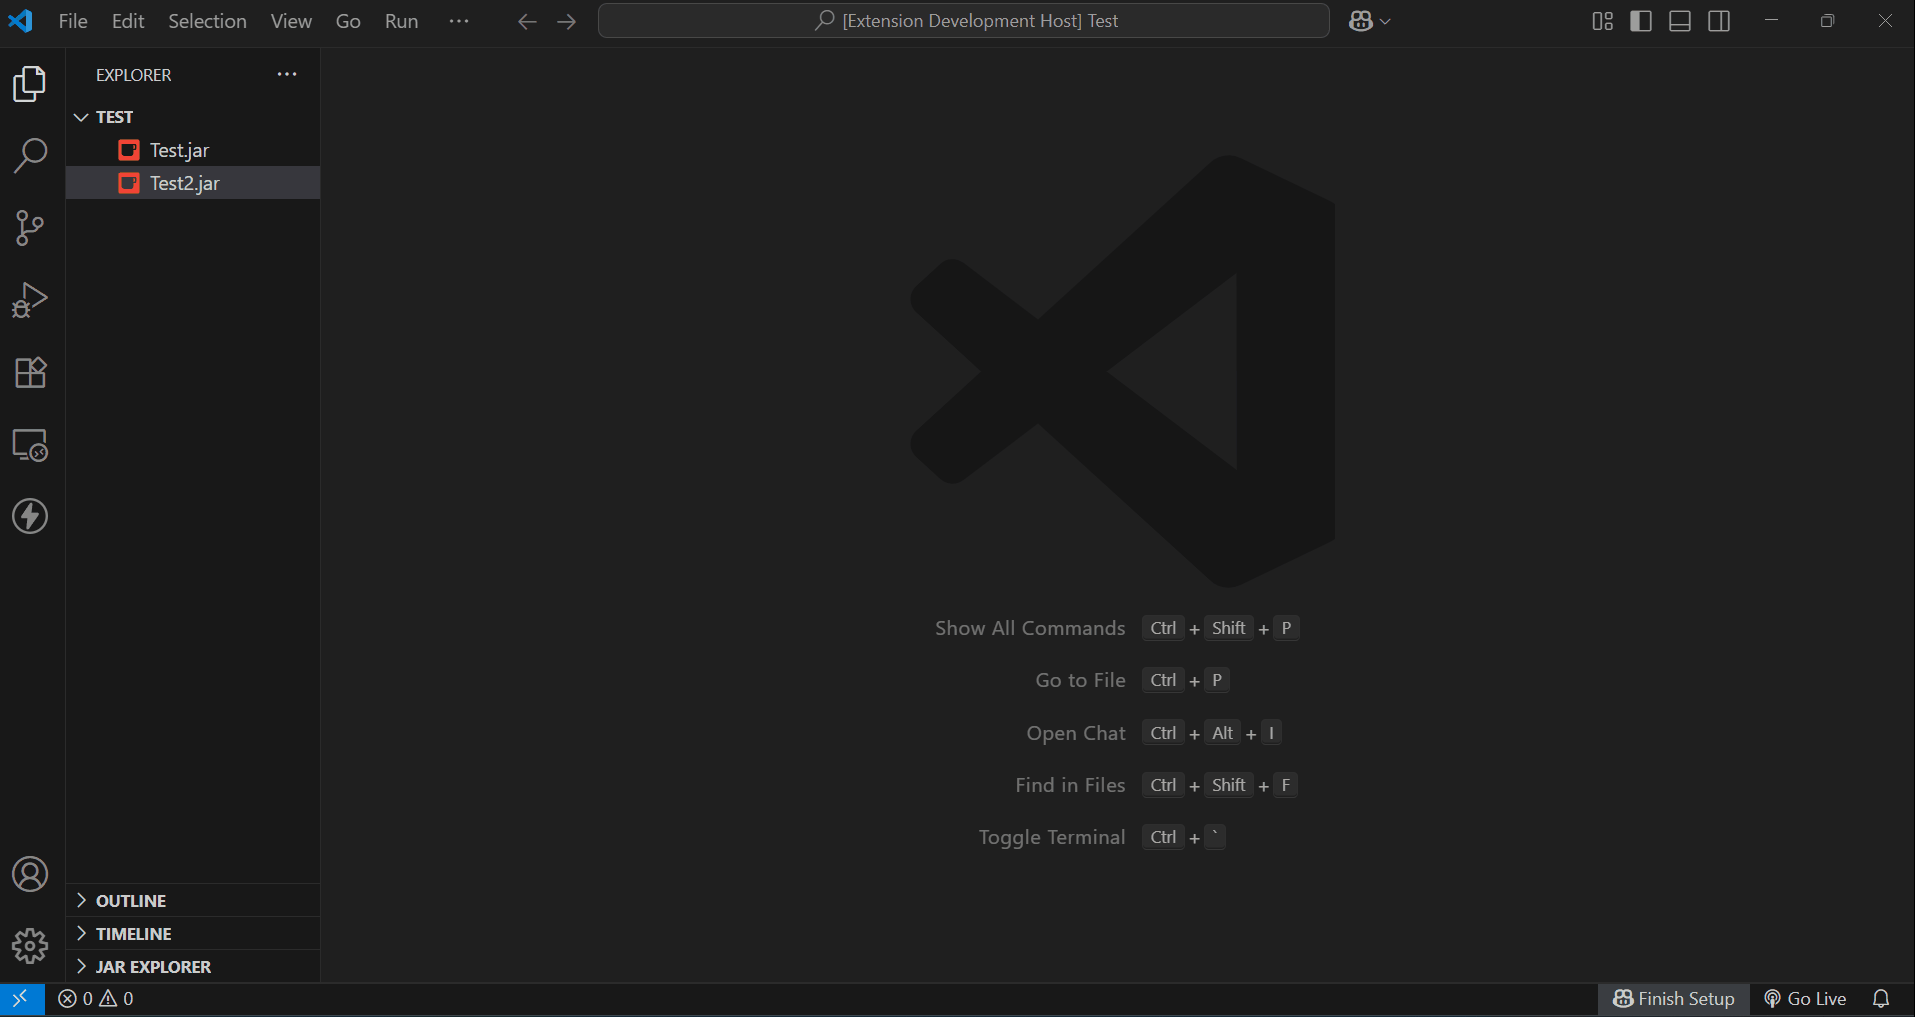 File Edit Selection View Go Run ··· [Extension Development Host] Test
EXPLORER ···
TEST
Test.jar
Test2.jar
Show All Commands Ctrl + Shift + P
Go to File Ctrl + P
Open Chat Ctrl + Alt + I
Find in Files Ctrl + Shift + F
Toggle Terminal Ctrl + `
OUTLINE
TIMELINE
JAR EXPLORER
0 0 Finish Setup Go Live